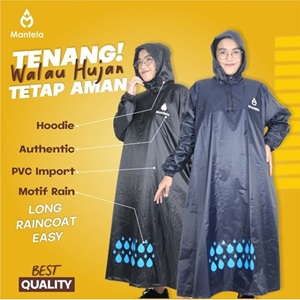 Mantela
TENANG!
Walau Hujan
TETAP AMAN
Hoodie
Authentic
PVC Import
Motif Rain
LONG
RAINCOAT
EASY
BEST
QUALITY